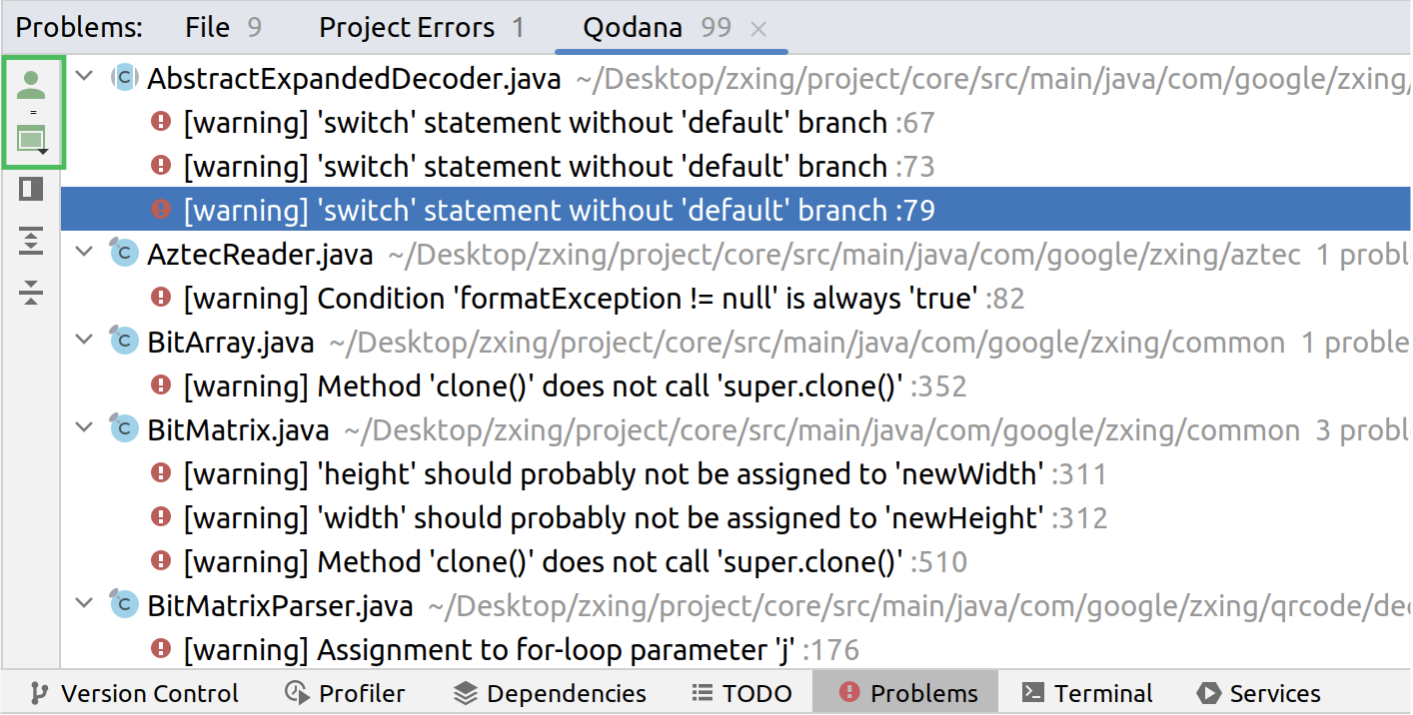 Problems: File 9 Project Errors 1 Qodana 99
AbstractExpandedDecoder.java ~/Desktop/zxing/project/core/src/main/java/com/google/zxing/
[warning] 'switch' statement without 'default' branch :67
[warning] 'switch' statement without 'default' branch :73
[warning] 'switch' statement without 'default' branch :79
AztecReader.java ~/Desktop/zxing/project/core/src/main/java/com/google/zxing/aztec 1 probl
[warning] Condition 'formatException != null' is always 'true' :82
BitArray.java ~/Desktop/zxing/project/core/src/main/java/com/google/zxing/common 1 proble
[warning] Method 'clone()' does not call 'super.clone()' :352
BitMatrix.java ~/Desktop/zxing/project/core/src/main/java/com/google/zxing/common 3 probl
[warning] 'height' should probably not be assigned to 'newWidth' :311
[warning] 'width' should probably not be assigned to 'newHeight' :312
[warning] Method 'clone()' does not call 'super.clone()' :510
BitMatrixParser.java ~/Desktop/zxing/project/core/src/main/java/com/google/zxing/qrcode/dec
[warning] Assignment to for-loop parameter 'j' :176
Version Control Profiler Dependencies TODO Problems Terminal Services